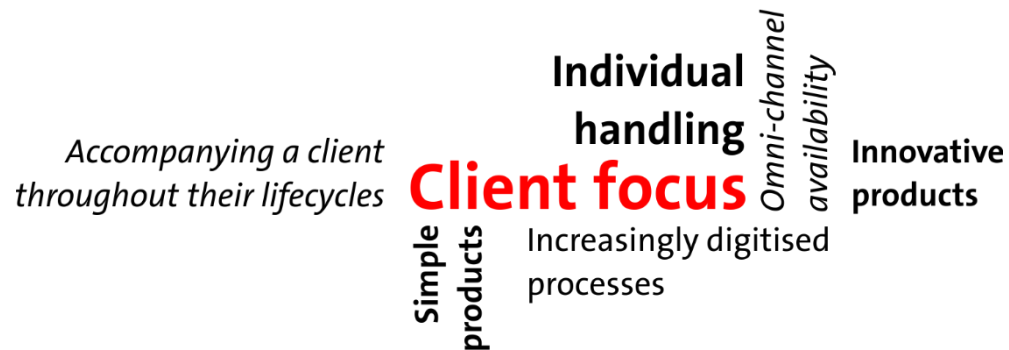 Individual
handling
Omni-channel
availability
Accompanying a client
throughout their lifecycles
Client focus
Innovative
products
Simple
products
Increasingly digitised
processes